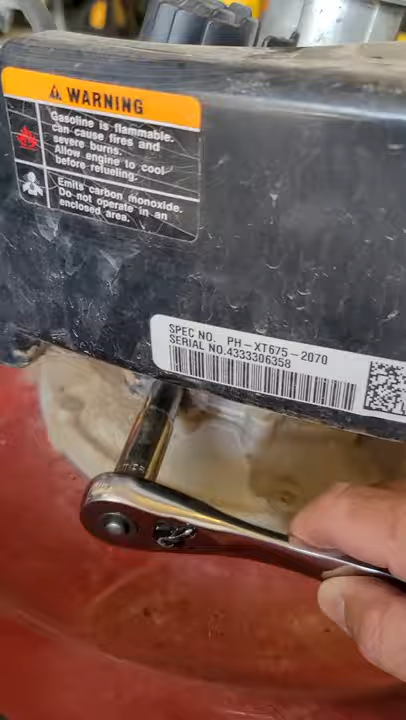 WARNING
Gasoline is flammable.
can cause fires and
severe burns.
Allow engine to cool
before refueling.
Emits carbon monoxide.
Do not operate in an
enclosed area.
SPEC NO. PH-XT675-2070
SERIAL NO.4333306358